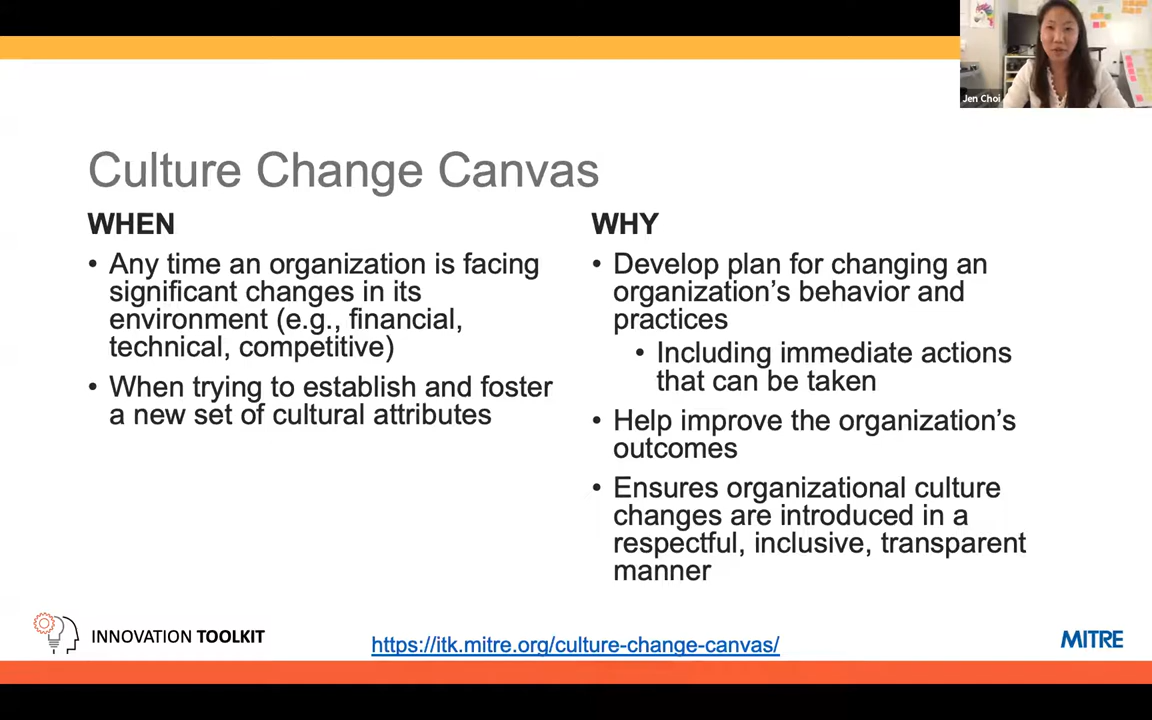 Jen Choi
Culture Change Canvas
WHEN
• Any time an organization is facing
significant changes in its
environment (e.g., financial,
technical, competitive)
• When trying to establish and foster
a new set of cultural attributes
WHY
• Develop plan for changing an
organization's behavior and
practices
• Including immediate actions
that can be taken
• Help improve the organization's
outcomes
• Ensures organizational culture
changes are introduced in a
respectful, inclusive, transparent
manner
INNOVATION TOOLKIT
https://itk.mitre.org/culture-change-canvas/
MITRE